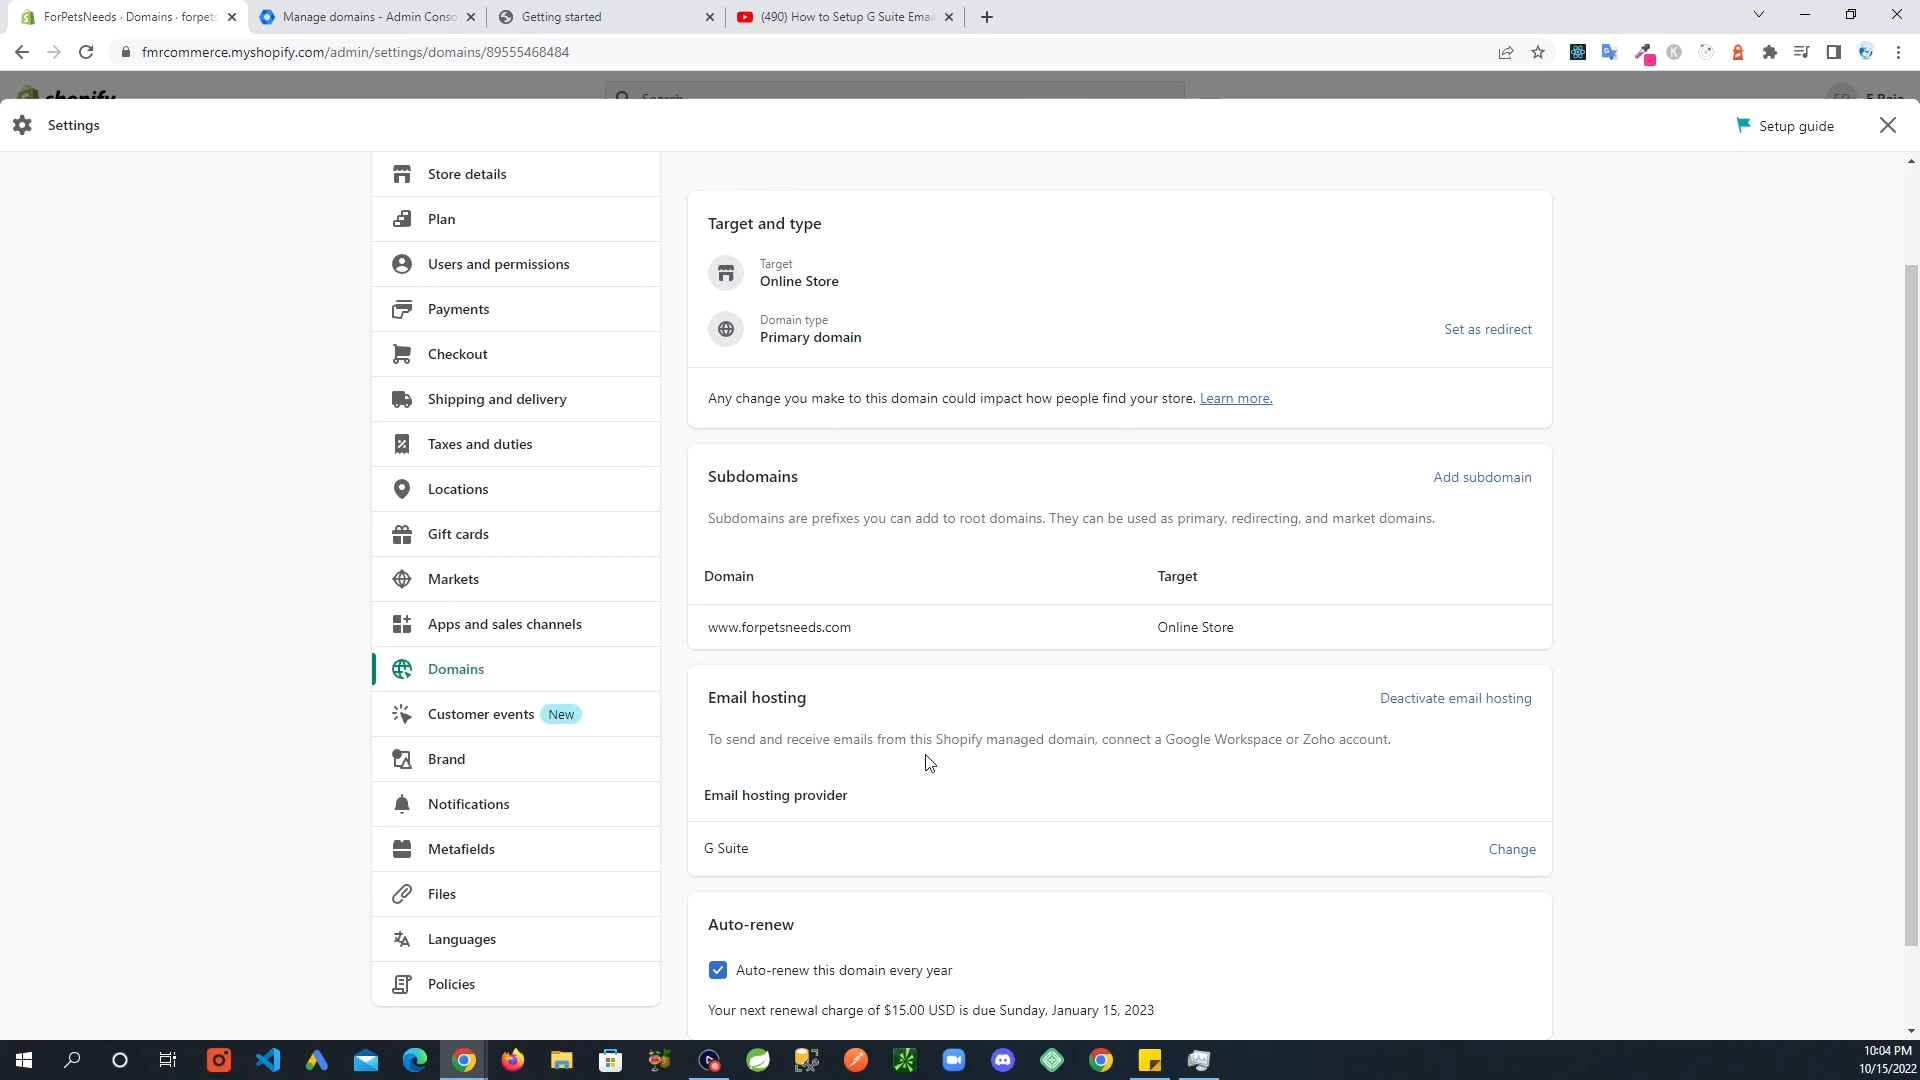 ForPetsNeeds · Domains · forpets
Manage domains - Admin Conso
Getting started
(490) How to Setup G Suite Email
fmrcommerce.myshopify.com/admin/settings/domains/89555468484
shopify
Search
Settings
Setup guide
Store details
Plan
Users and permissions
Payments
Checkout
Shipping and delivery
Taxes and duties
Locations
Gift cards
Markets
Apps and sales channels
Domains
Customer events New
Brand
Notifications
Metafields
Files
Languages
Policies
Target and type
Target
Online Store
Domain type
Primary domain
Set as redirect
Any change you make to this domain could impact how people find your store. Learn more.
Subdomains
Add subdomain
Subdomains are prefixes you can add to root domains. They can be used as primary, redirecting, and market domains.
Domain Target
www.forpetsneeds.com Online Store
Email hosting
Deactivate email hosting
To send and receive emails from this Shopify managed domain, connect a Google Workspace or Zoho account.
Email hosting provider
G Suite
Change
Auto-renew
Auto-renew this domain every year
Your next renewal charge of $15.00 USD is due Sunday, January 15, 2023
10:04 PM
10/15/2022